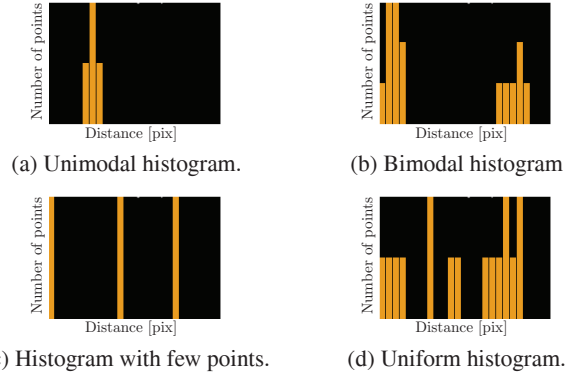 Number of points
Number of points
Distance [pix]
Distance [pix]
(a) Unimodal histogram.
(b) Bimodal histogram
Number of points
Number of points
Distance [pix]
Distance [pix]
) Histogram with few points.
(d) Uniform histogram.